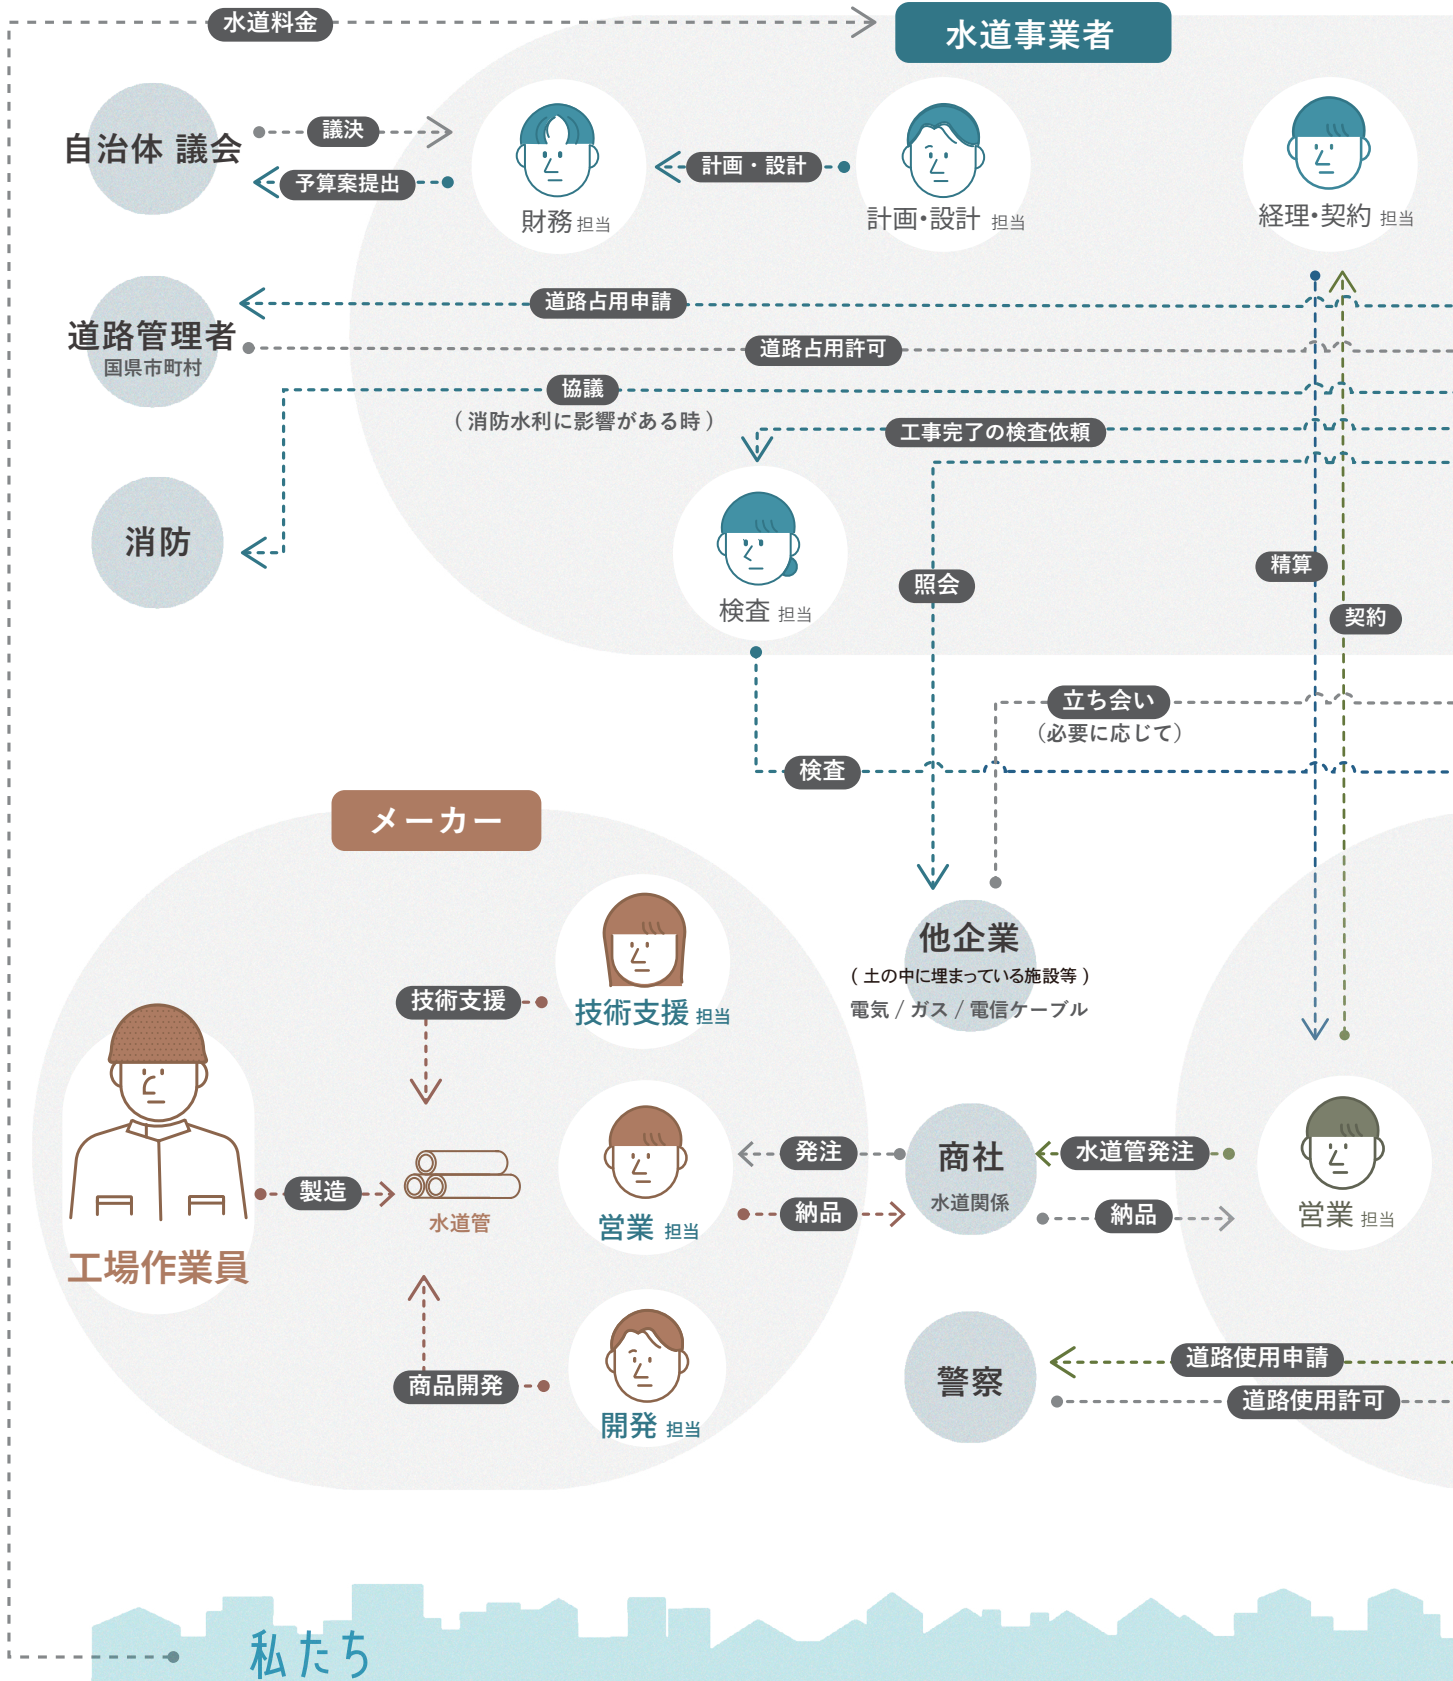 水道料金
水道事業者
自治体 議会
議決
予算案提出
財務 担当
計画・設計
計画・設計 担当
経理・契約 担当
道路管理者
国県市町村
道路占用申請
道路占用許可
協議
（ 消防水利に影響がある時 ）
工事完了の検査依頼
消防
検査 担当
照会
精算
契約
立ち会い
（必要に応じて）
検査
メーカー
技術支援
技術支援 担当
他企業
（ 土の中に埋まっている施設等 ）
電気 / ガス / 電信ケーブル
工場作業員
製造
水道管
発注
納品
営業 担当
商社
水道関係
水道管発注
納品
営業 担当
商品開発
開発 担当
警察
道路使用申請
道路使用許可
私たち